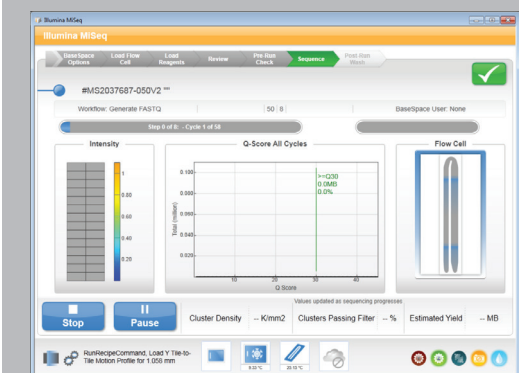 Illumina MiSeq
Illumina MiSeq
BaseSpace Options
Load Flow Cell
Load Reagents
Review
Pre-Run Check
Sequence
Post-Run Wash
#MS2037687-050V2
Workflow: Generate FASTQ | 50 | 8 | BaseSpace User: None
Step 0 of 8: - Cycle 1 of 58
Intensity
1
0.80
0.60
0.40
0.20
Q-Score All Cycles
>=Q30
0.0MB
0.0%
Total (million)
0.100
0.080
0.060
0.040
0.020
10 20 30 40
Q Score
Flow Cell
Values updated as sequencing progresses
Stop
Pause
Cluster Density -- K/mm2
Clusters Passing Filter -- %
Estimated Yield -- MB
RunRecipeCommand, Load Y Tile-to-
Tile Motion Profile for 1.058 mm